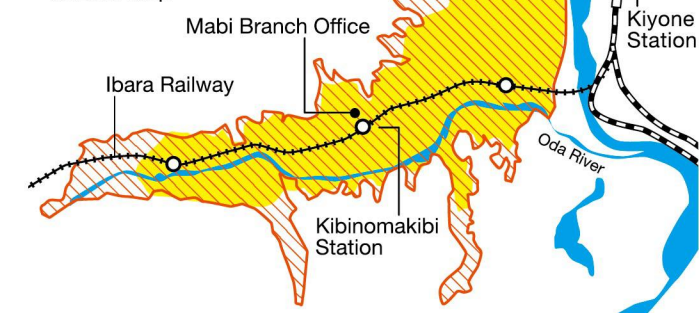 Mabi Branch Office
Kiyone
Station
Ibara Railway
Oda River
Kibinomakibi
Station